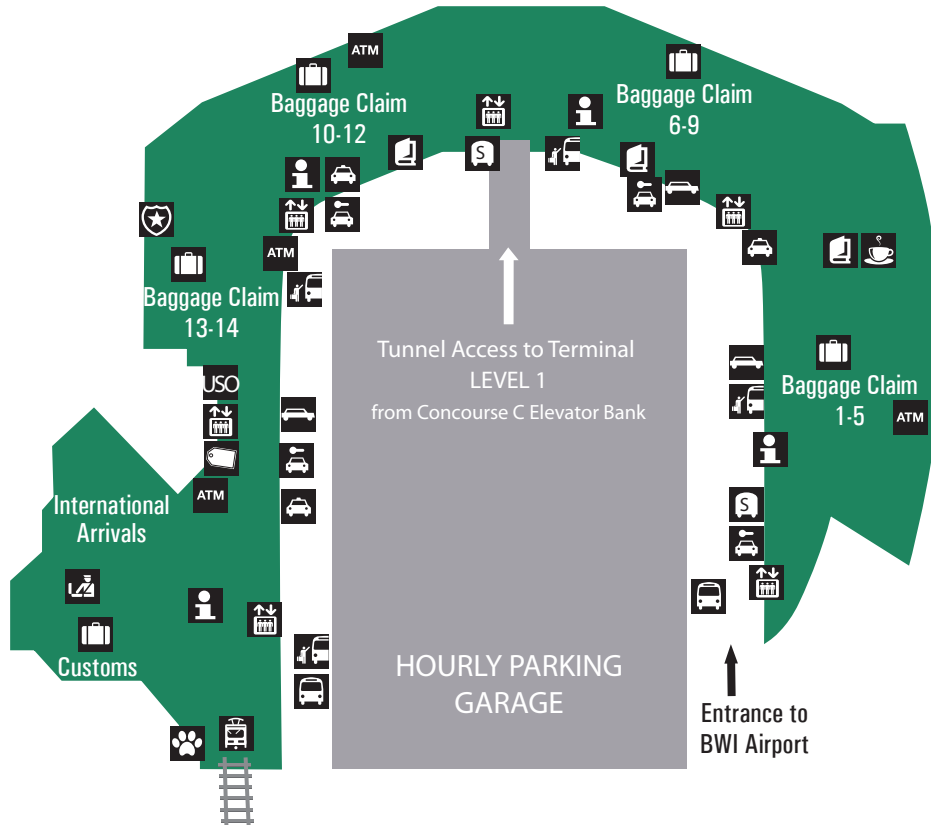 ATM
Baggage Claim
10-12
Baggage Claim
6-9
S
ATM
Baggage Claim
13-14
Tunnel Access to Terminal
LEVEL 1
from Concourse C Elevator Bank
USO
Baggage Claim
1-5
ATM
ATM
International
Arrivals
S
Customs
HOURLY PARKING
GARAGE
Entrance to
BWI Airport